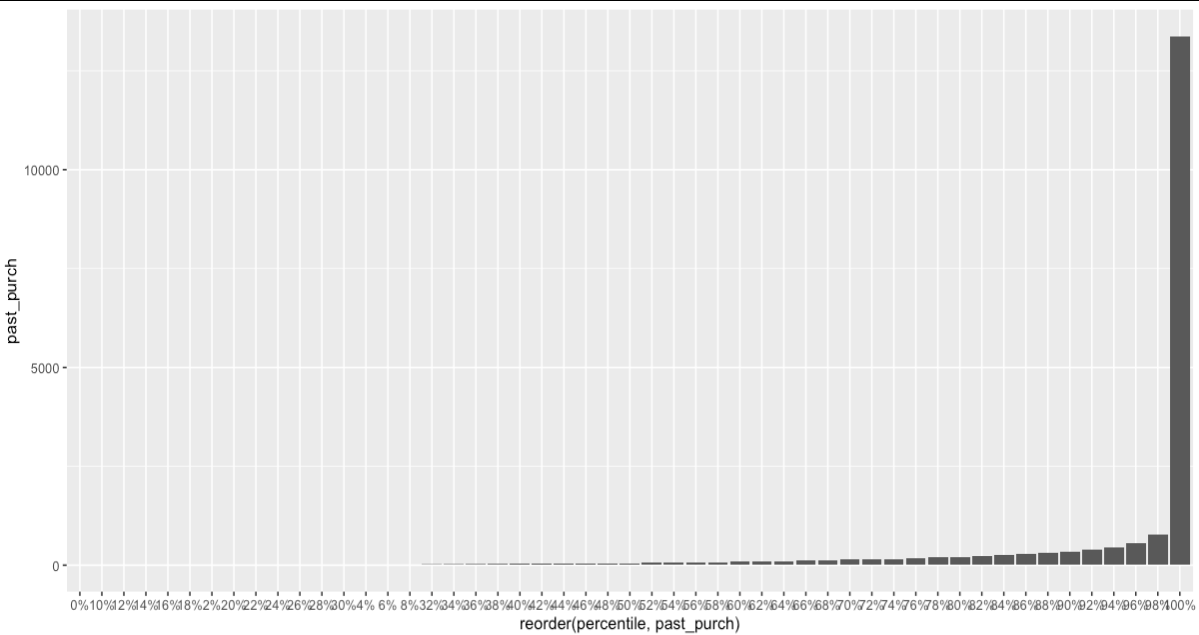 10000
past_purch
5000
0
0% 10% 12% 14% 16% 18% 2% 20% 22% 24% 26% 28% 30% 4% 6% 8% 32% 34% 36% 38% 40% 42% 44% 46% 48% 50% 52% 54% 56% 58% 60% 62% 64% 66% 68% 70% 72% 74% 76% 78% 80% 82% 84% 86% 88% 90% 92% 94% 96% 98% 100%
reorder(percentile, past_purch)